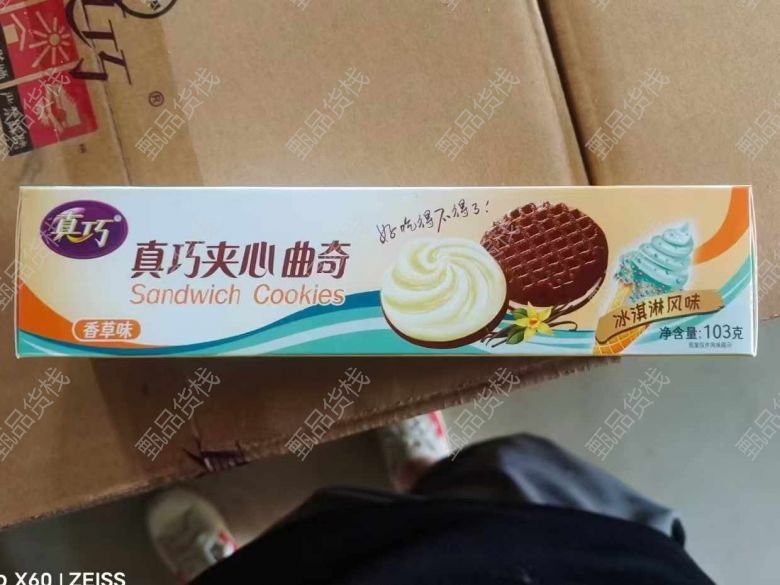 真巧®
真巧夹心曲奇
Sandwich Cookies
香草味
好吃得不得了!
冰淇淋风味
净含量:103克
巧
®
甄品货栈
X60 | ZEISS